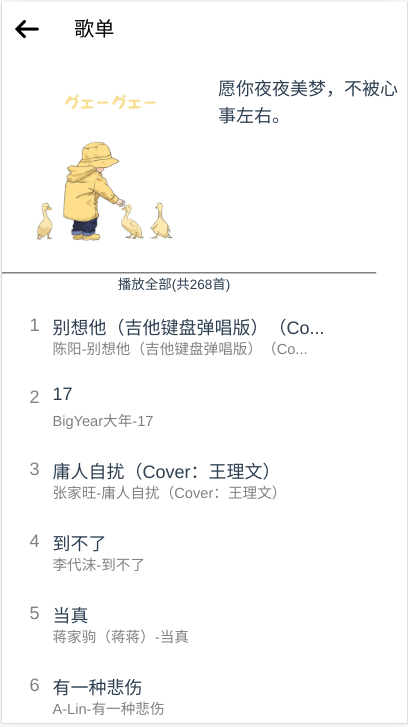 歌单
グェーグェー
愿你夜夜美梦，不被心
事左右。
播放全部(共268首)
1
别想他（吉他键盘弹唱版）（Co...
陈阳-别想他（吉他键盘弹唱版）（Co...
2
17
BigYear大年-17
3
庸人自扰（Cover：王理文）
张家旺-庸人自扰（Cover：王理文）
4
到不了
李代沫-到不了
5
当真
蒋家驹（蒋蒋）-当真
6
有一种悲伤
A-Lin-有一种悲伤